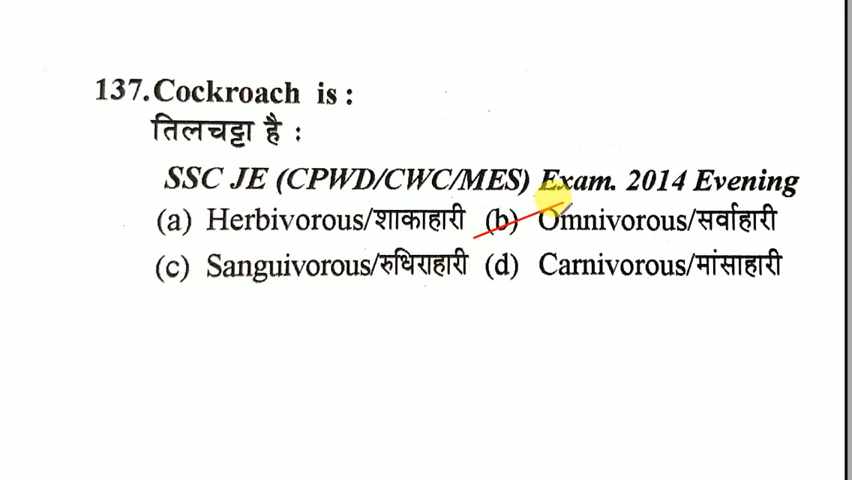 137. Cockroach is :
तिलचट्टा है :
SSC JE (CPWD/CWC/MES) Exam. 2014 Evening
(a) Herbivorous/शाकाहारी (b) Omnivorous/सर्वाहारी
(c) Sanguivorous/रुधिराहारी (d) Carnivorous/मांसाहारी